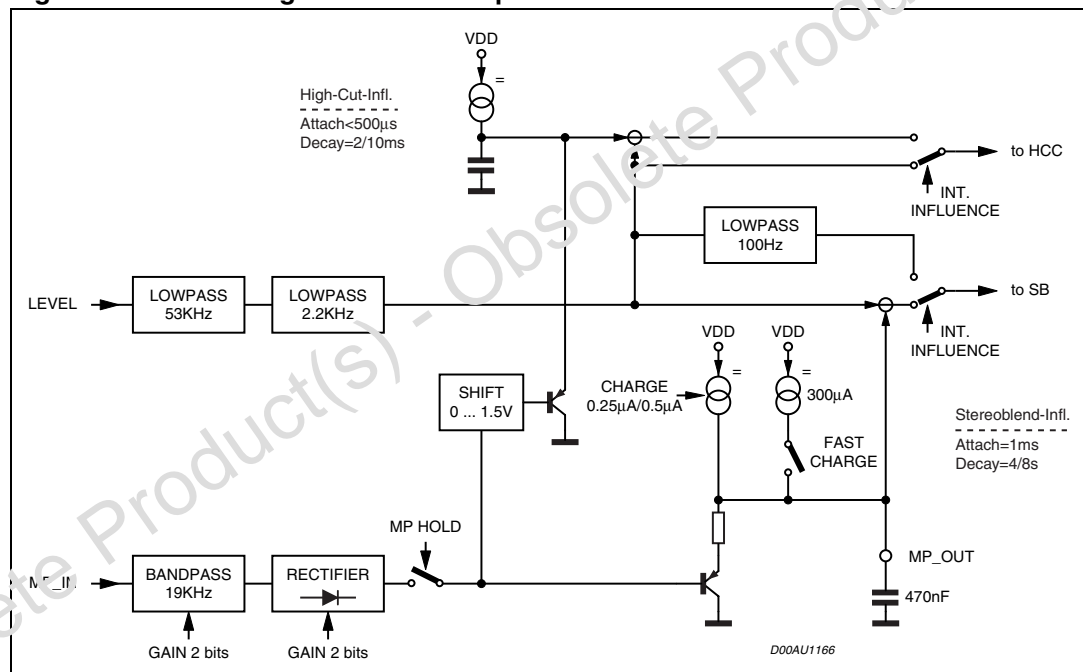 VDD
=
High-Cut-Infl.
Attach<500μs
Decay=2/10ms
to HCC
INT.
INFLUENCE
LOWPASS
100Hz
LEVEL
LOWPASS
53KHz
LOWPASS
2.2KHz
to SB
INT.
INFLUENCE
VDD
=
VDD
=
SHIFT
0 ... 1.5V
CHARGE
0.25μA/0.5μA
300μA
FAST
CHARGE
Stereoblend-Infl.
Attach=1ms
Decay=4/8s
MP HOLD
MP_IN
BANDPASS
19KHz
RECTIFIER
MP_OUT
470nF
GAIN 2 bits
GAIN 2 bits
D00AU1166
Product(s) - Obsolete Product